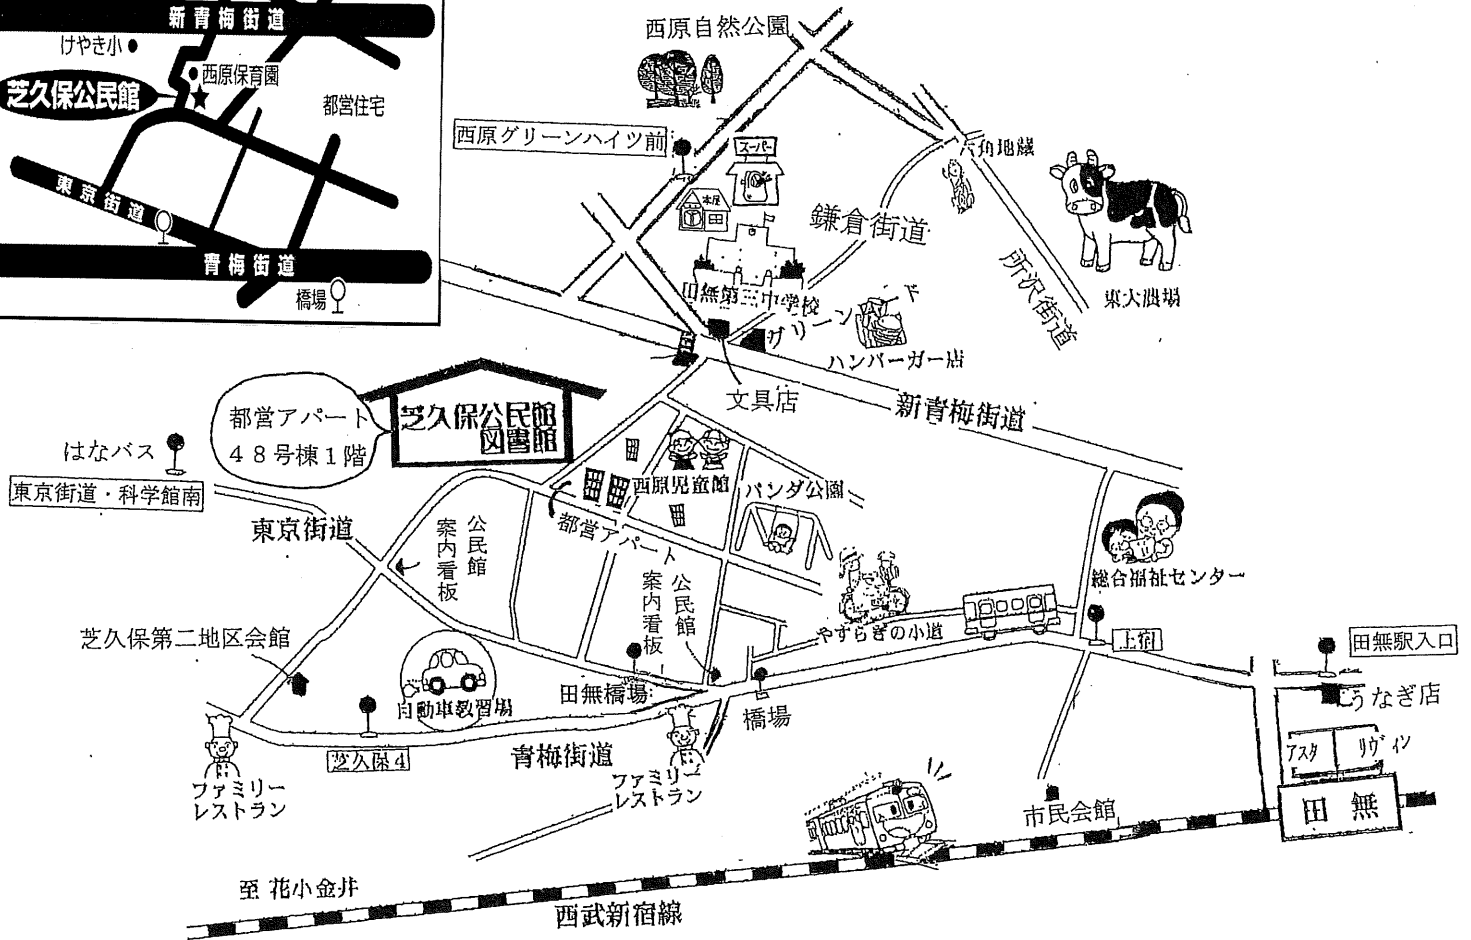 新青梅街道
けやき小
西原保育園
芝久保公民館
都営住宅
東京街道
青梅街道
橋場
西原自然公園
西原グリーンハイツ前
スーパー
本屋
六角地蔵
鎌倉街道
所沢街道
東大農場
田無第三中学校
グリーンロード
ハンバーガー店
文具店
新青梅街道
都営アパート
48号棟1階
芝久保公民館
図書館
はなバス
東京街道・科学館南
東京街道
公民館
案内看板
西原児童館
パンダ公園
都営アパート
公民館
案内看板
総合福祉センター
やすらぎの小道
上宿
田無駅入口
うなぎ店
芝久保第二地区会館
自動車教習場
田無橋場
橋場
芝久保4
青梅街道
ファミリー
レストラン
ファミリー
レストラン
アスタ
リヴィン
田無
市民会館
至 花小金井
西武新宿線